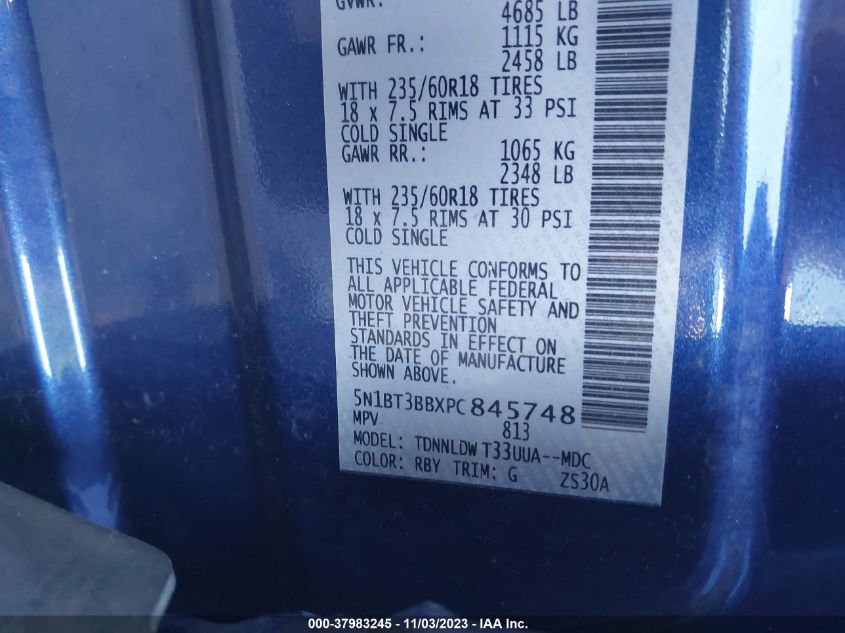 GVWR:
4685 LB
GAWR FR.: 1115 KG
2458 LB
WITH 235/60R18 TIRES
18 x 7.5 RIMS AT 33 PSI
COLD SINGLE
GAWR RR.: 1065 KG
2348 LB
WITH 235/60R18 TIRES
18 x 7.5 RIMS AT 30 PSI
COLD SINGLE
THIS VEHICLE CONFORMS TO
ALL APPLICABLE FEDERAL
MOTOR VEHICLE SAFETY AND
THEFT PREVENTION
STANDARDS IN EFFECT ON
THE DATE OF MANUFACTURE
SHOWN ABOVE.
5N1BT3BBXPC845748
MPV 813
MODEL: TDNNLDW T33UUA--MDC
COLOR: RBY TRIM: G ZS30A
000-37983245 - 11/03/2023 - IAA Inc.